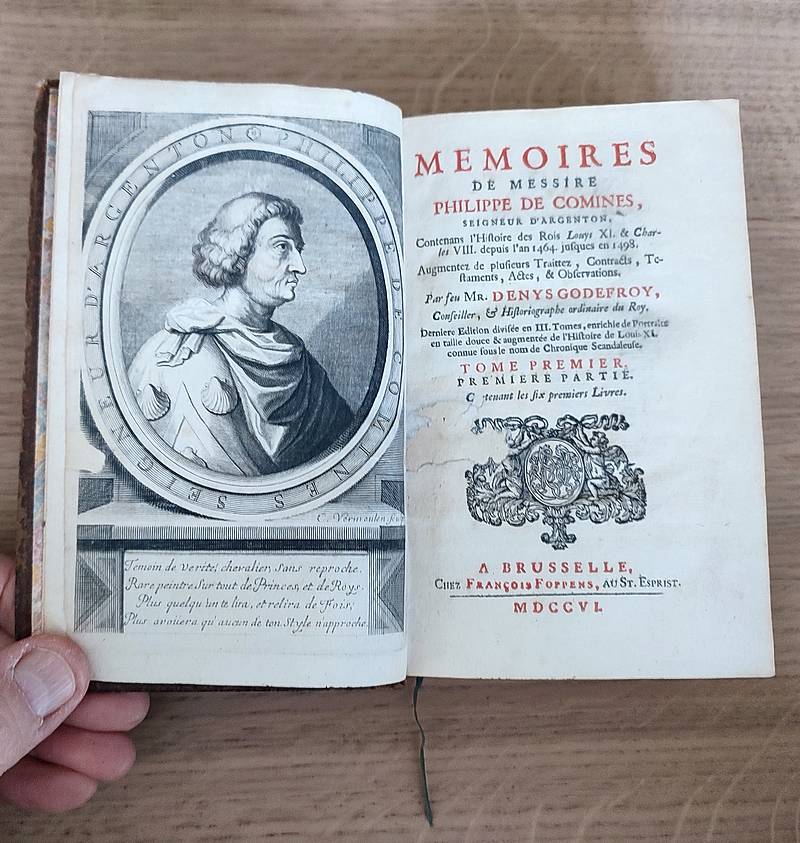 PHILIPPE DE COMINES SEIGNEUR D'ARGENTON
C. Vermeulen
Temoin de verité, chevalier, sans reproche.
Rare peintre sur tout de Princes, et de Roys.
Plus quelqu'un te lira, et relira de Fois,
Plus avoüera qu'aucun de ton Style n'approche.
MEMOIRES
DE MESSIRE
PHILIPPE DE COMINES,
SEIGNEUR D'ARGENTON,
Contenans l'Histoire des Rois Louys XI. & Char-
les VIII. depuis l'an 1464. jusques en 1498.
Augmentez de plusieurs Traittez, Contracts, Te-
staments, Actes, & Observations.
Par feu MR. DENYS GODEFROY,
Conseiller, & Historiographe ordinaire du Roy.
Derniere Edition divisée en III. Tomes, enrichie de Portraits
en taille douce & augmentée de l'Histoire de Louis XI.
connue sous le nom de Chronique Scandaleuse.
TOME PREMIER.
PREMIERE PARTIE.
Contenant les six premiers Livres.
A BRUSSELLE,
CHEZ FRANÇOIS FOPPENS, AU ST. ESPRIT.
MDCCVI.